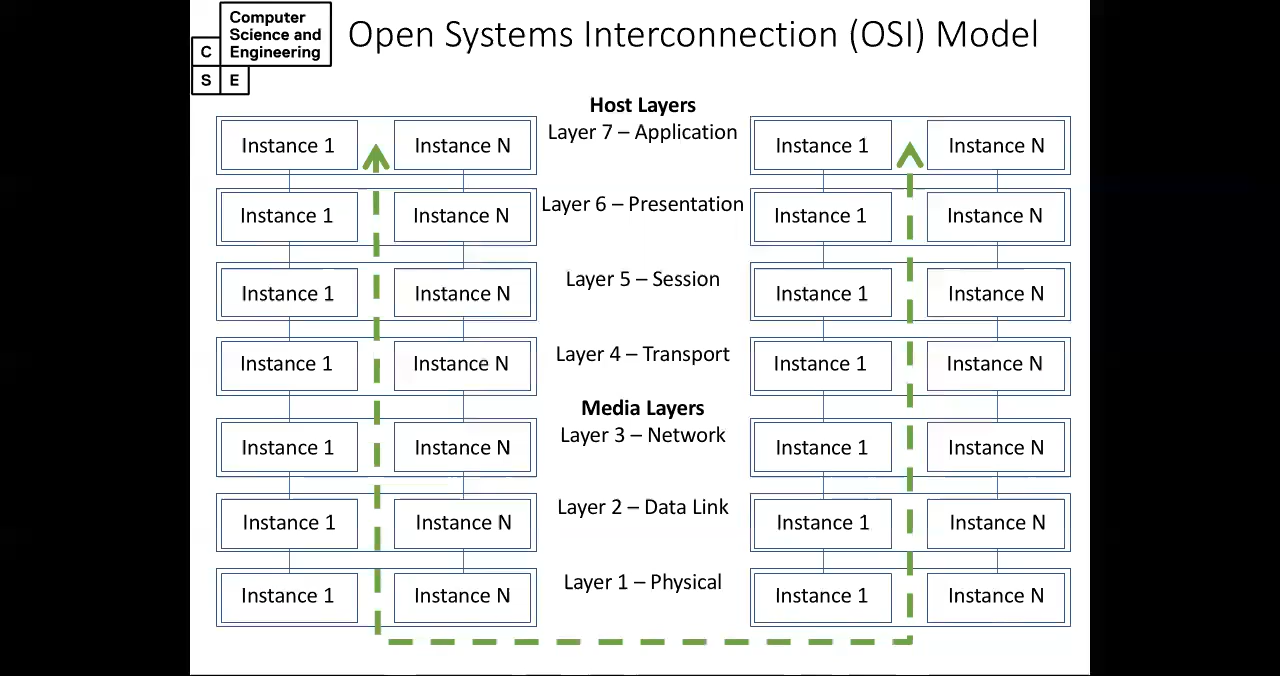 Computer
Science and
Engineering
C
S E
Open Systems Interconnection (OSI) Model
Host Layers
Instance 1 Instance N Layer 7 – Application Instance 1 Instance N
Instance 1 Instance N Layer 6 – Presentation Instance 1 Instance N
Instance 1 Instance N Layer 5 – Session Instance 1 Instance N
Instance 1 Instance N Layer 4 – Transport Instance 1 Instance N
Media Layers
Instance 1 Instance N Layer 3 – Network Instance 1 Instance N
Instance 1 Instance N Layer 2 – Data Link Instance 1 Instance N
Instance 1 Instance N Layer 1 – Physical Instance 1 Instance N